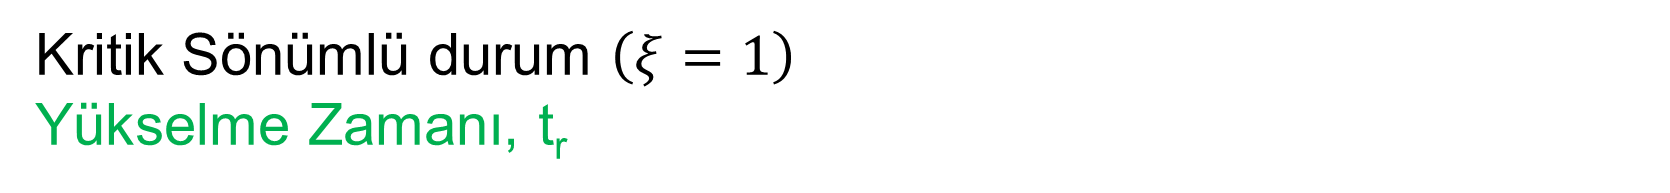 Kritik Sönümlü durum (ξ = 1)
Yükselme Zamanı, tᵣ